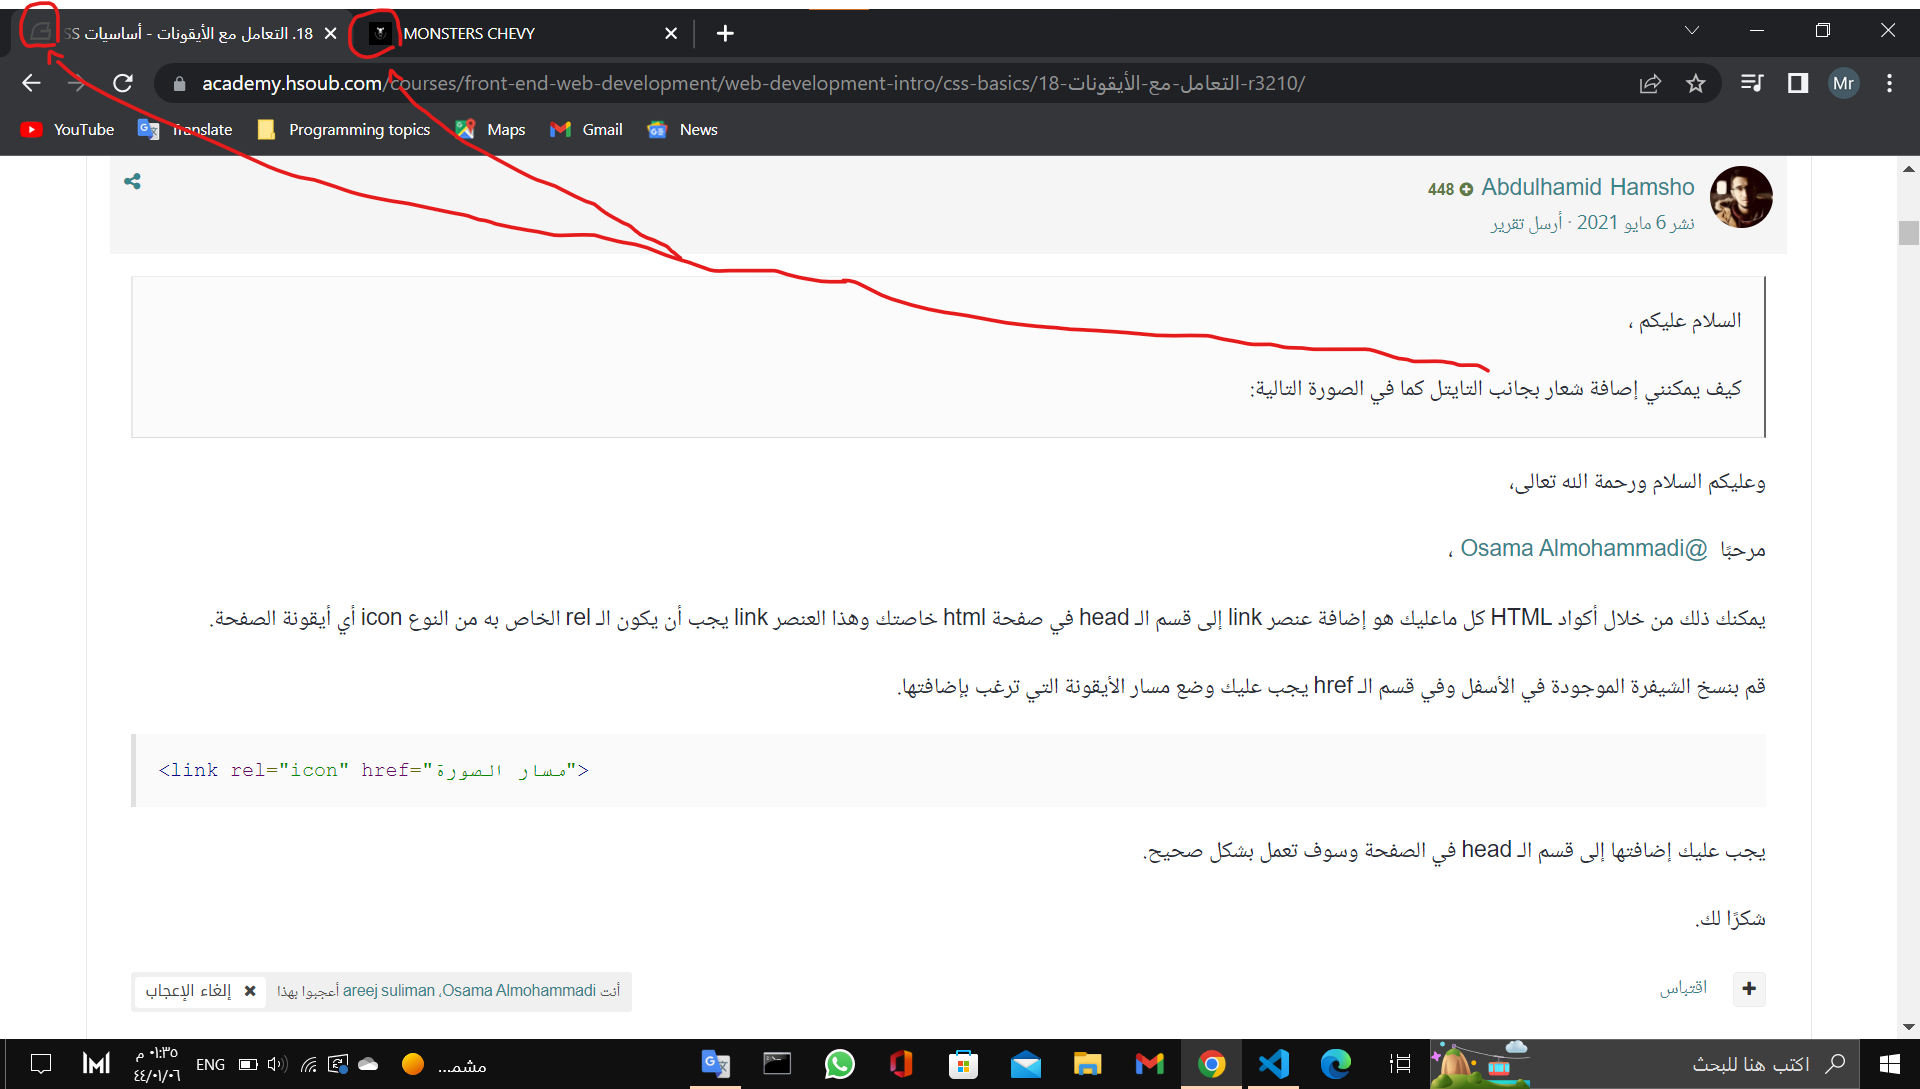 18. التعامل مع الأيقونات - أساسيات SS
MONSTERS CHEVY
academy.hsoub.com/courses/front-end-web-development/web-development-intro/css-basics/18-التعامل-مع-الأيقونات-r3210/
Mr
YouTube
Translate
Programming topics
Maps
Gmail
News
Abdulhamid Hamsho 448
نشر 6 مايو 2021 · أرسل تقرير
السلام عليكم ،
كيف يمكنني إصافة شعار بجانب التايتل كما في الصورة التالية:
وعليكم السلام ورحمة الله تعالى،
مرحبًا @Osama Almohammadi ،
يمكنك ذلك من خلال أكواد HTML كل ماعليك هو إضافة عنصر link إلى قسم الـ head في صفحة html خاصتك وهذا العنصر link يجب أن يكون الـ rel الخاص به من النوع icon أي أيقونة الصفحة.
قم بنسخ الشيفرة الموجودة في الأسفل وفي قسم الـ href يجب عليك وضع مسار الأيقونة التي ترغب بإضافتها.
<link rel="icon" href="مسار الصورة">
يجب عليك إضافتها إلى قسم الـ head في الصفحة وسوف تعمل بشكل صحيح.
شكرًا لك.
أنت Osama Almohammadi، areej suliman أعجبوا بهذا
إلغاء الإعجاب
اقتباس
٠١:٣٥ م
٤٤/٠١/٠٦
ENG
مشمس...
اكتب هنا للبحث